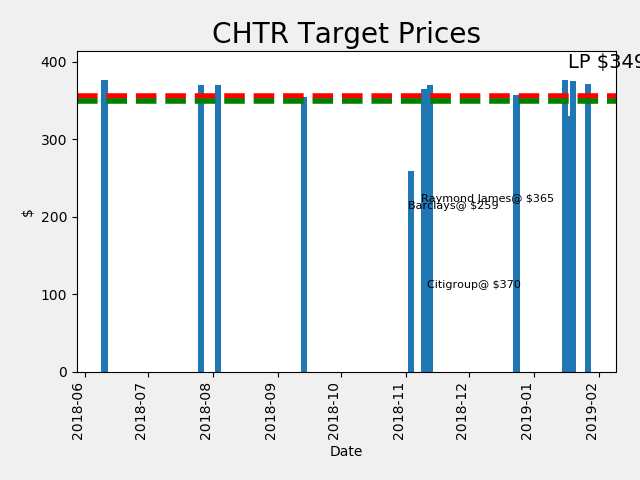 CHTR Target Prices
LP $349
400
300
200
100
0
$
Raymond James@ $365
Barclays@ $259
Citigroup@ $370
2018-06
2018-07
2018-08
2018-09
2018-10
2018-11
2018-12
2019-01
2019-02
Date